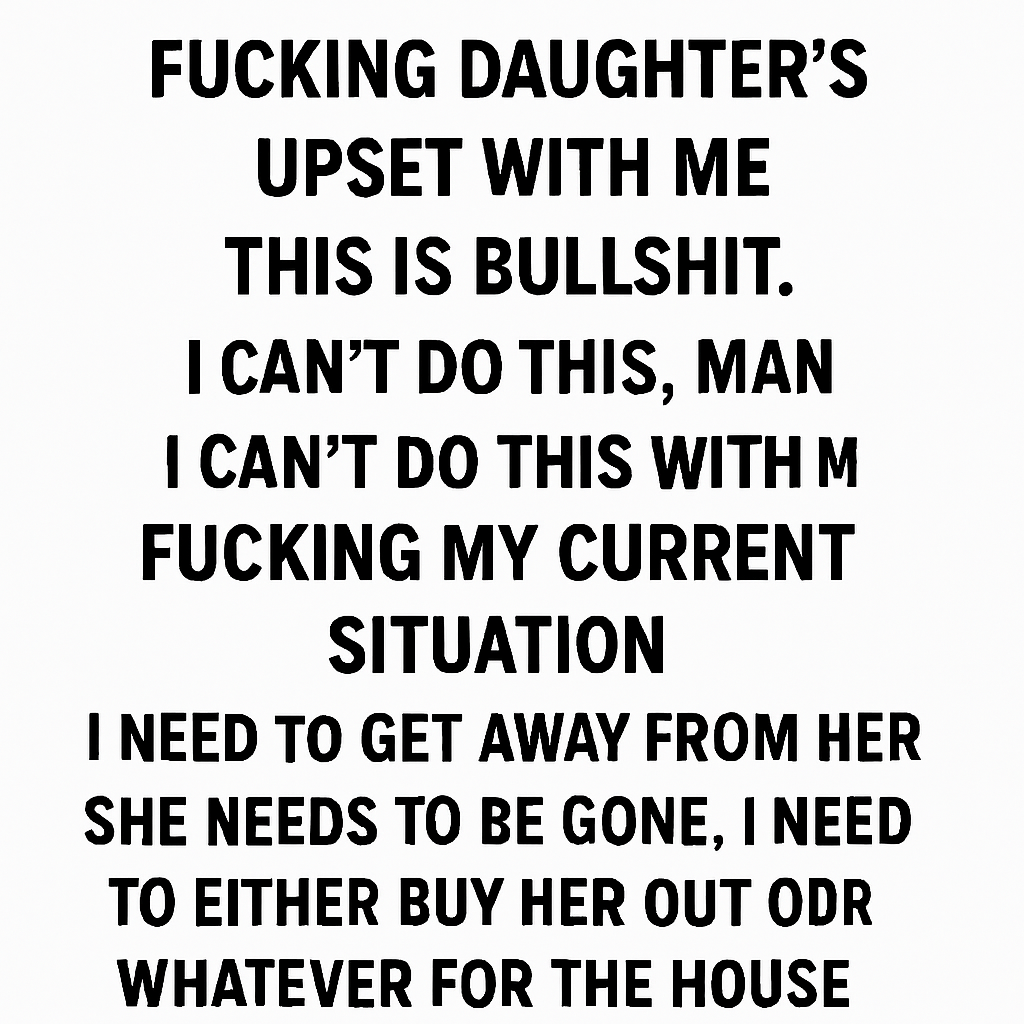 FUCKING DAUGHTER’S
UPSET WITH ME
THIS IS BULLSHIT.
I CAN’T DO THIS, MAN
I CAN’T DO THIS WITH M
FUCKING MY CURRENT
SITUATION
I NEED TO GET AWAY FROM HER
SHE NEEDS TO BE GONE, I NEED
TO EITHER BUY HER OUT ODR
WHATEVER FOR THE HOUSE